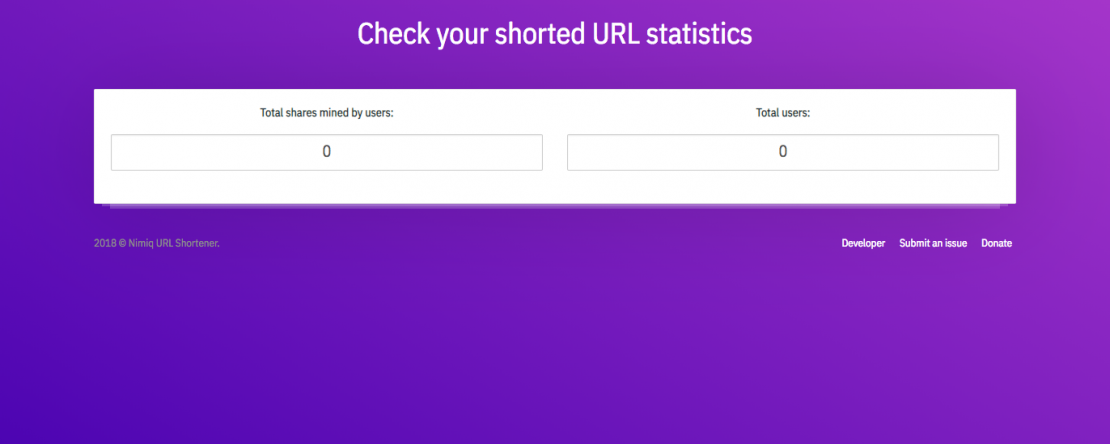 Check your shorted URL statistics
Total shares mined by users:
Total users:
0
0
2018 © Nimiq URL Shortener.
Developer Submit an issue Donate